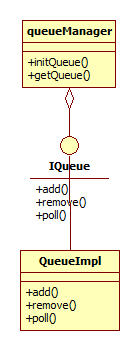 queueManager
+initQueue()
+getQueue()
IQueue
+add()
+remove()
+poll()
QueueImpl
+add()
+remove()
+poll()